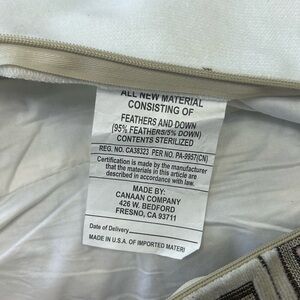 ALL NEW MATERIAL
CONSISTING OF
FEATHERS AND DOWN
(95% FEATHERS/5% DOWN)
CONTENTS STERILIZED
REG. NO. CA38323 PER NO. PA-9957(CN)
Certification is made by the manufacturer
that the materials in this article are
described in accordance with law.
MADE BY:
CANAAN COMPANY
426 W. BEDFORD
FRESNO, CA 93711
Date of Delivery
MADE IN U.S.A. OF IMPORTED MATERI